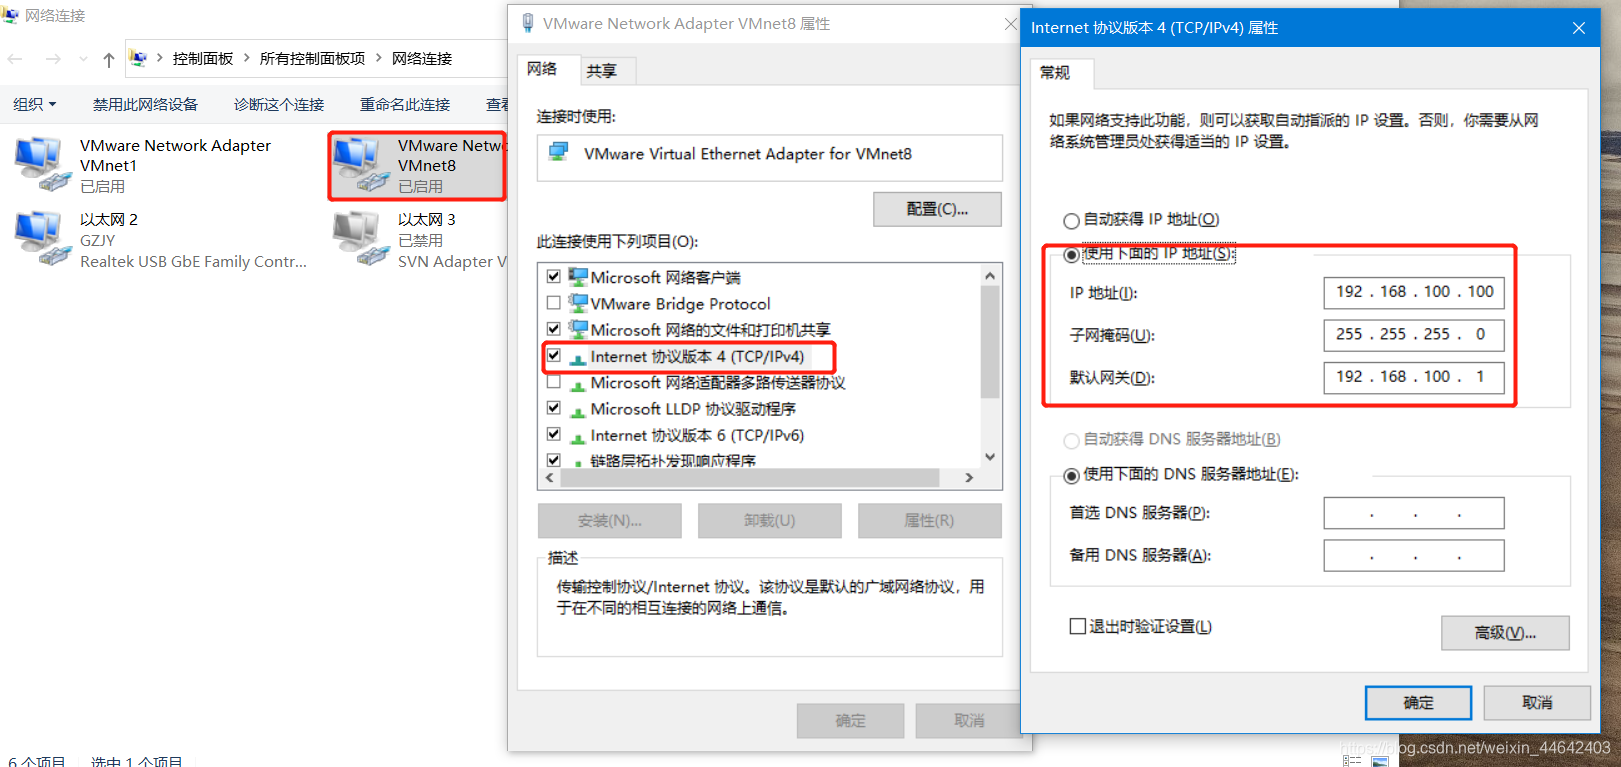 网络连接
控制面板 > 所有控制面板项 > 网络连接
组织 禁用此网络设备 诊断这个连接 重命名此连接 查看
VMware Network Adapter
VMnet1
已启用
VMware Netwo
VMnet8
已启用
以太网 2
GZJY
Realtek USB GbE Family Contr...
以太网 3
已禁用
SVN Adapter V
6 个项目 选中 1 个项目
VMware Network Adapter VMnet8 属性
网络 共享
连接时使用:
VMware Virtual Ethernet Adapter for VMnet8
配置(C)...
此连接使用下列项目(O):
Microsoft 网络客户端
VMware Bridge Protocol
Microsoft 网络的文件和打印机共享
Internet 协议版本 4 (TCP/IPv4)
Microsoft 网络适配器多路传送器协议
Microsoft LLDP 协议驱动程序
Internet 协议版本 6 (TCP/IPv6)
链路层拓扑发现响应程序
安装(N)... 卸载(U) 属性(R)
描述
传输控制协议/Internet 协议。该协议是默认的广域网络协议，用
于在不同的相互连接的网络上通信。
确定 取消
Internet 协议版本 4 (TCP/IPv4) 属性
常规
如果网络支持此功能，则可以获取自动指派的 IP 设置。否则，你需要从网
络系统管理员处获得适当的 IP 设置。
自动获得 IP 地址(O)
使用下面的 IP 地址(S):
IP 地址(I): 192 . 168 . 100 . 100
子网掩码(U): 255 . 255 . 255 . 0
默认网关(D): 192 . 168 . 100 . 1
自动获得 DNS 服务器地址(B)
使用下面的 DNS 服务器地址(E):
首选 DNS 服务器(P): . . .
备用 DNS 服务器(A): . . .
退出时验证设置(L)
高级(V)...
确定 取消
https://blog.csdn.net/weixin_44642403